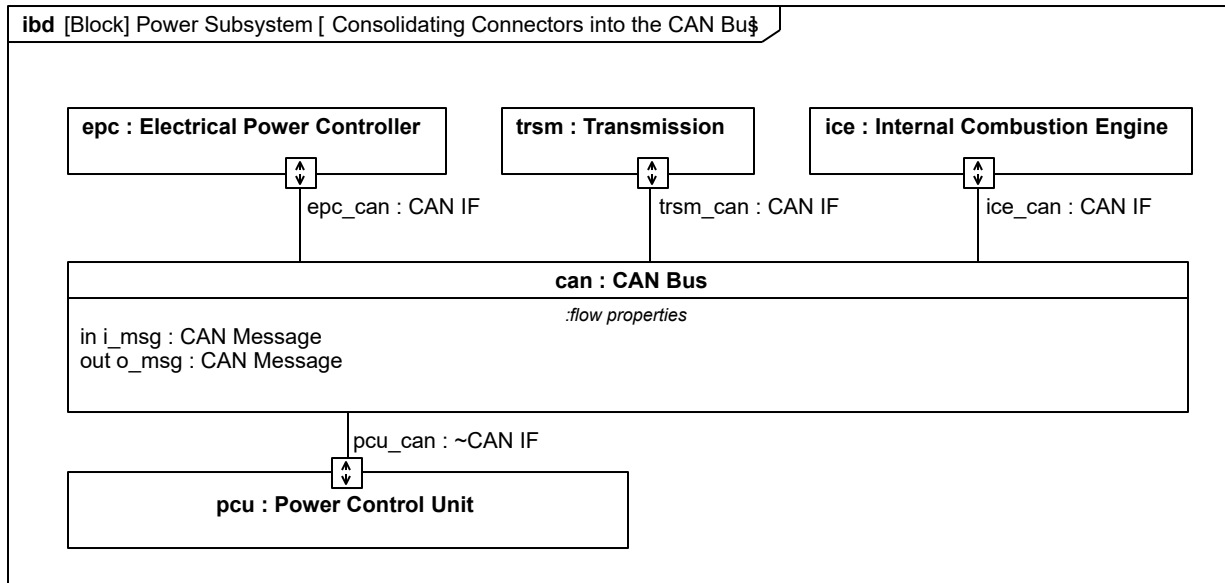 ibd [Block] Power Subsystem [ Consolidating Connectors into the CAN Bus]
epc : Electrical Power Controller
trsm : Transmission
ice : Internal Combustion Engine
epc_can : CAN IF
trsm_can : CAN IF
ice_can : CAN IF
can : CAN Bus
:flow properties
in i_msg : CAN Message
out o_msg : CAN Message
pcu_can : ~CAN IF
pcu : Power Control Unit